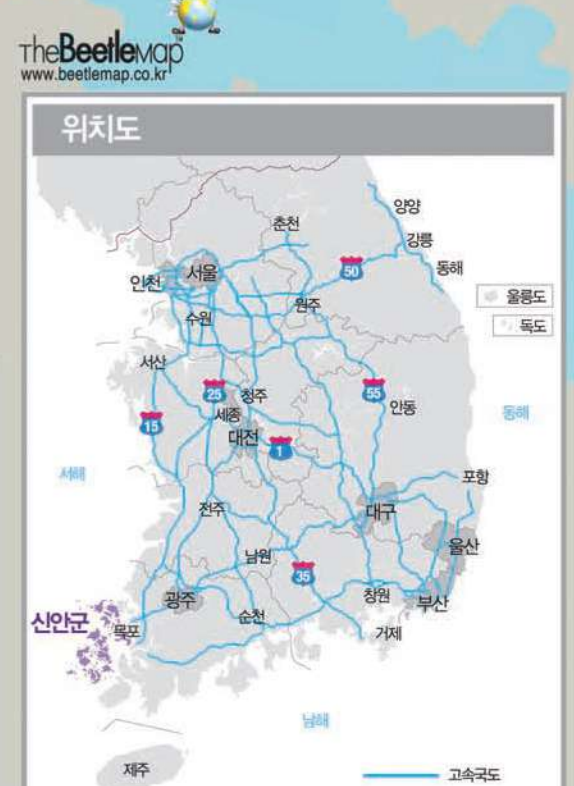 TheBeetleMap
www.beetlemap.co.kr
위치도
양양
춘천
강릉
50
동해
인천
서울
울릉도
원주
수원
독도
서산
25
청주
55
안동
세종
15
동해
대전
1
서해
포항
전주
대구
울산
남원
35
광주
창원
부산
신안군
목포
순천
거제
남해
제주
고속국도